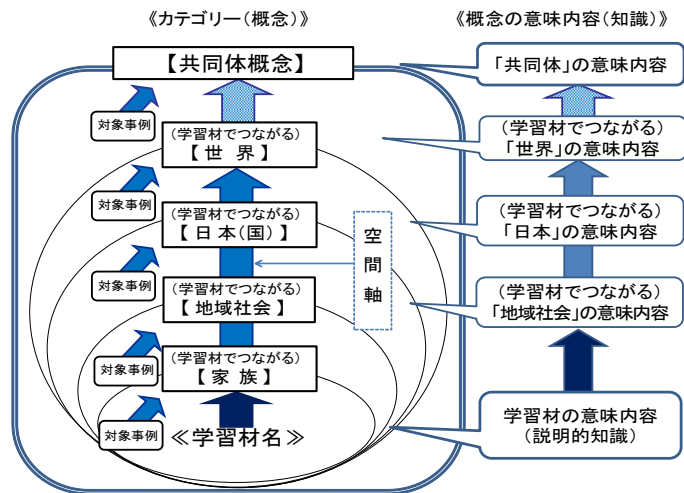 《カテゴリー(概念)》
《概念の意味内容(知識)》
【共同体概念】
「共同体」の意味内容
対象事例
(学習材でつながる)
【 世 界 】
(学習材でつながる)
「世界」の意味内容
対象事例
(学習材でつながる)
【 日 本(国) 】
(学習材でつながる)
「日本」の意味内容
空間軸
対象事例
(学習材でつながる)
【 地域社会 】
(学習材でつながる)
「地域社会」の意味内容
対象事例
(学習材でつながる)
【 家 族 】
対象事例
≪学習材名≫
学習材の意味内容
(説明的知識)